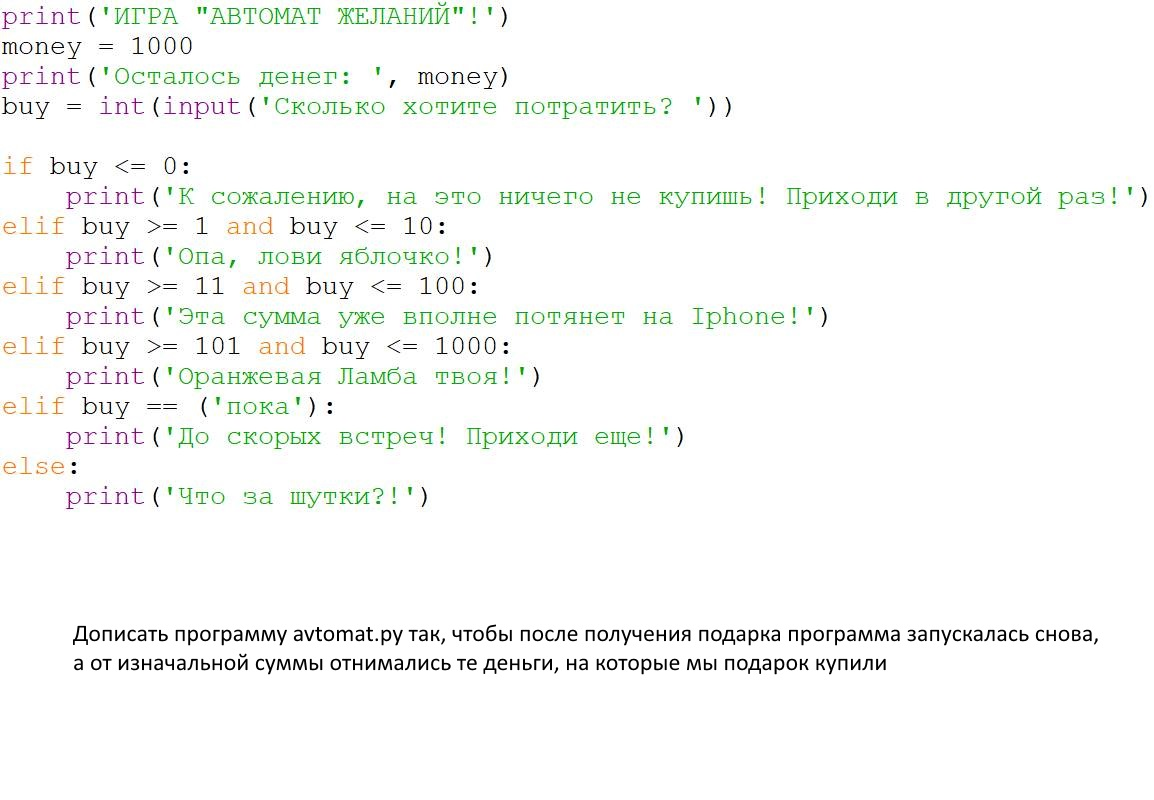 print('ИГРА "АВТОМАТ ЖЕЛАНИЙ"!')
money = 1000
print('Осталось денег: ', money)
buy = int(input('Сколько хотите потратить? '))
if buy <= 0:
    print('К сожалению, на это ничего не купишь! Приходи в другой раз!')
elif buy >= 1 and buy <= 10:
    print('Опа, лови яблочко!')
elif buy >= 11 and buy <= 100:
    print('Эта сумма уже вполне потянет на Iphone!')
elif buy >= 101 and buy <= 1000:
    print('Оранжевая Ламба твоя!')
elif buy == ('пока'):
    print('До скорых встреч! Приходи еще!')
else:
    print('Что за шутки?!')
Дописать программу avtomat.py так, чтобы после получения подарка программа запускалась снова,
а от изначальной суммы отнимались те деньги, на которые мы подарок купили